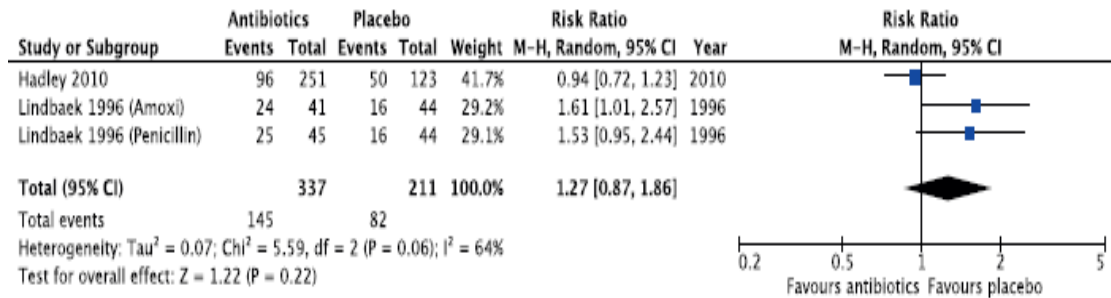 Antibiotics Placebo Risk Ratio Risk Ratio
Study or Subgroup Events Total Events Total Weight M-H, Random, 95% CI Year M-H, Random, 95% CI
Hadley 2010 96 251 50 123 41.7% 0.94 [0.72, 1.23] 2010
Lindbaek 1996 (Amoxi) 24 41 16 44 29.2% 1.61 [1.01, 2.57] 1996
Lindbaek 1996 (Penicillin) 25 45 16 44 29.1% 1.53 [0.95, 2.44] 1996
Total (95% CI) 337 211 100.0% 1.27 [0.87, 1.86]
Total events 145 82
Heterogeneity: Tau² = 0.07; Chi² = 5.59, df = 2 (P = 0.06); I² = 64%
Test for overall effect: Z = 1.22 (P = 0.22)
0.2 0.5 1 2 5
Favours antibiotics Favours placebo